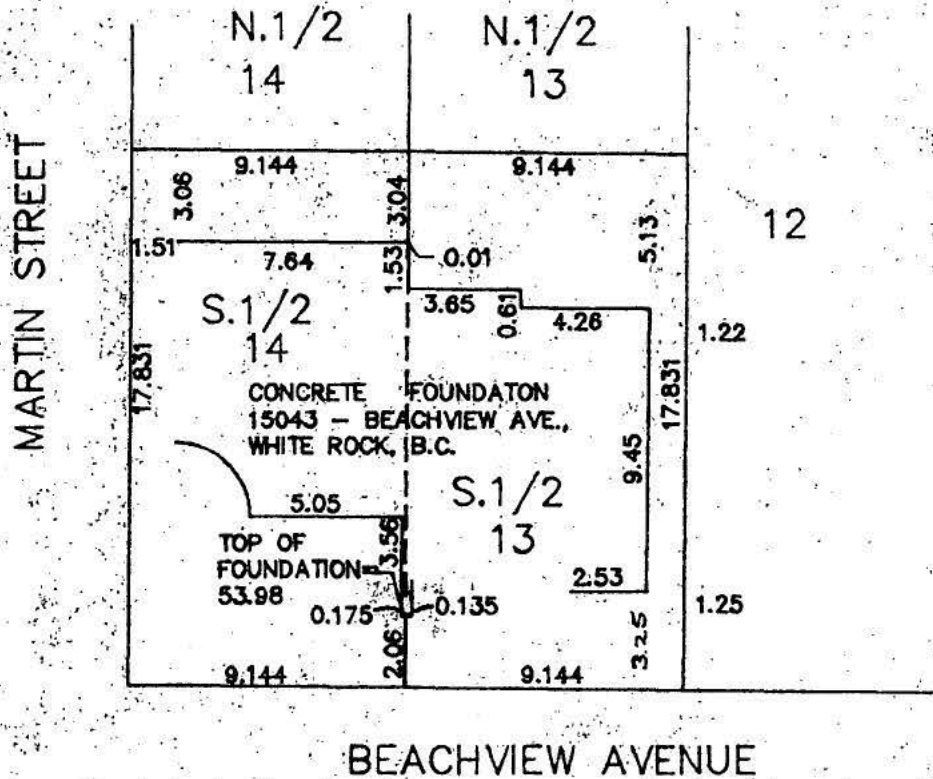 N.1/2
14
N.1/2
13
MARTIN STREET
9.144
9.144
3.06
3.04
5.13
12
1.51
7.64
1.53
0.01
3.65
0.61
4.26
1.22
S.1/2
14
17.831
17.831
CONCRETE FOUNDATON
15043 - BEACHVIEW AVE.,
WHITE ROCK, B.C.
9.45
S.1/2
13
5.05
3.56
TOP OF
FOUNDATION=
53.98
2.53
0.175
0.135
1.25
3.25
2.06
9.144
9.144
BEACHVIEW AVENUE